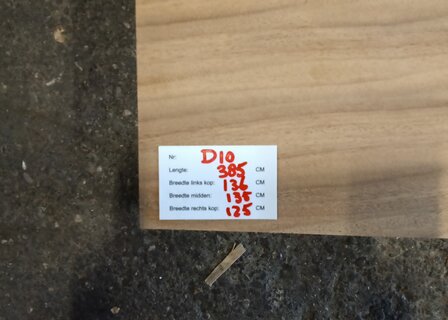 Nr: D10
Lengte: 385 CM
Breedte links kop: 136 CM
Breedte midden: 135 CM
Breedte rechts kop: 125 CM